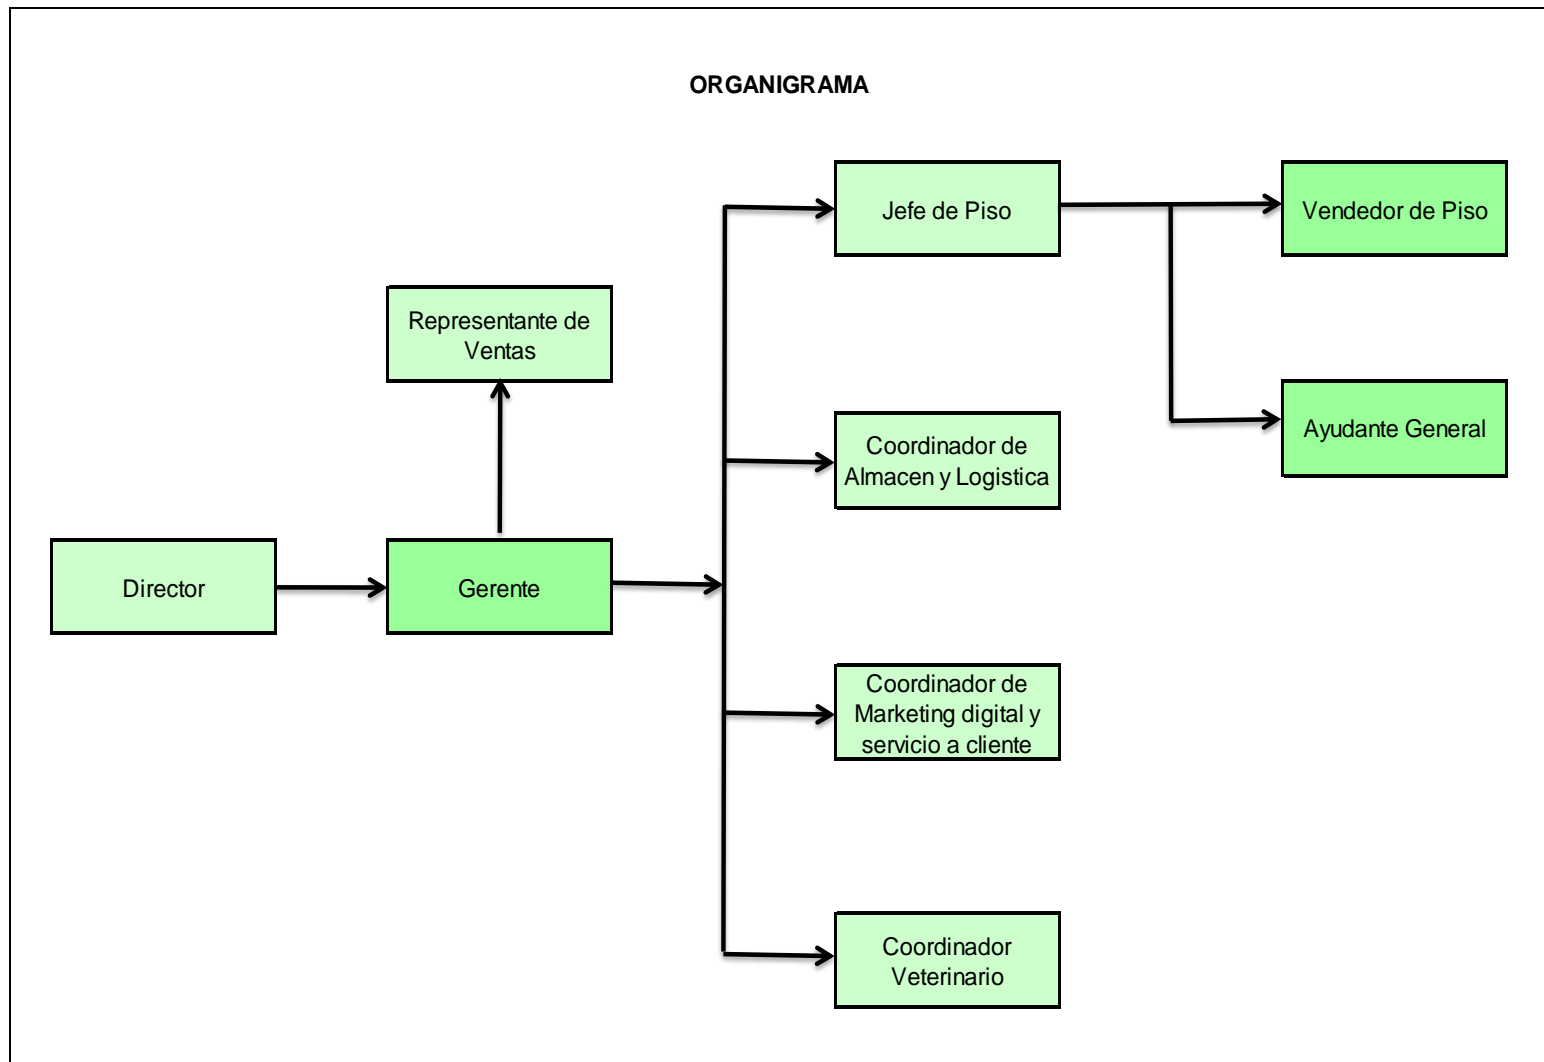 ORGANIGRAMA
Jefe de Piso
Vendedor de Piso
Representante de
Ventas
Coordinador de
Almacen y Logistica
Ayudante General
Director
Gerente
Coordinador de
Marketing digital y
servicio a cliente
Coordinador
Veterinario